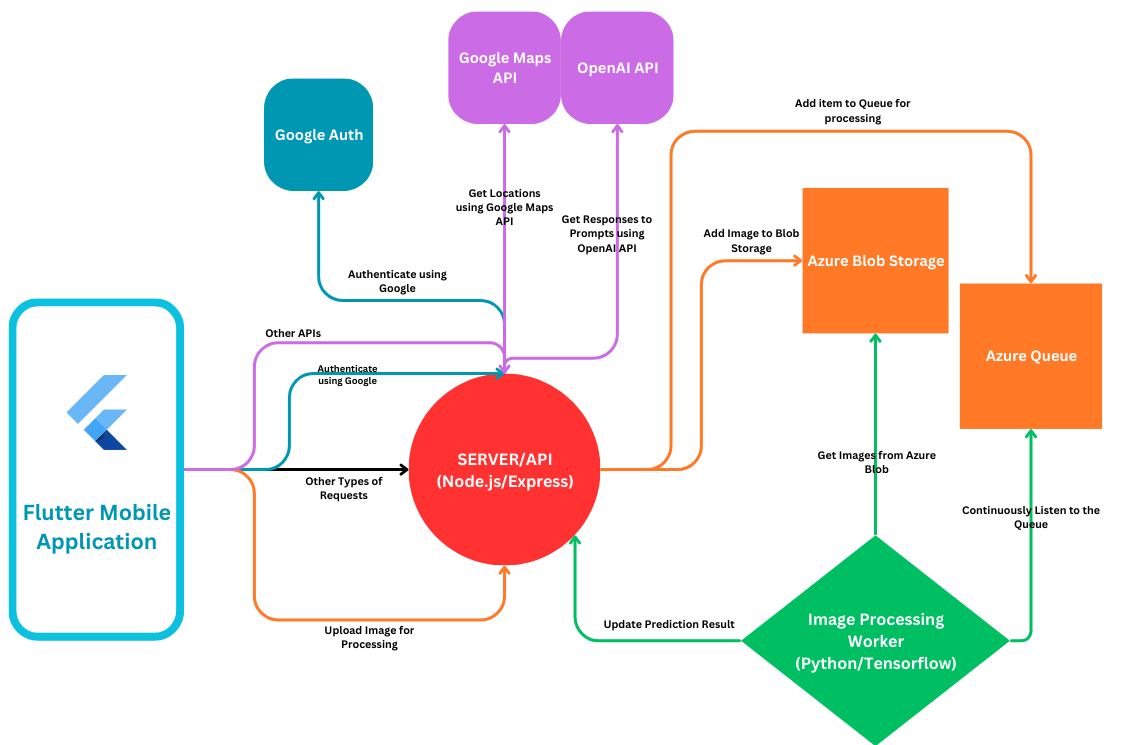 Google Maps
API
OpenAI API
Google Auth
Add item to Queue for
processing
Get Locations
using Google Maps
API
Get Responses to
Prompts using
OpenAI API
Add Image to Blob
Storage
Azure Blob Storage
Authenticate using
Google
Other APIs
Authenticate
using Google
Azure Queue
SERVER/API
(Node.js/Express)
Other Types of
Requests
Get Images from Azure
Blob
Flutter Mobile
Application
Continuously Listen to the
Queue
Upload Image for
Processing
Update Prediction Result
Image Processing
Worker
(Python/Tensorflow)